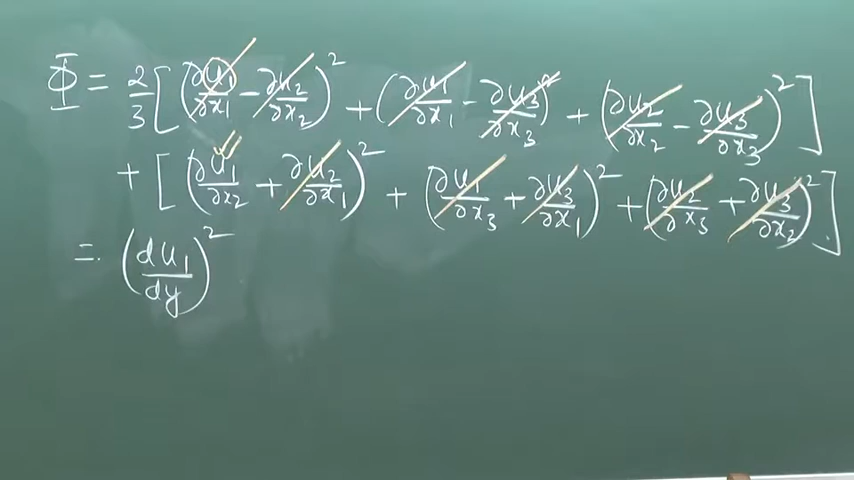 Φ = 2/3 [ (∂u₁/∂x₁ − ∂u₂/∂x₂)² + (∂u₁/∂x₁ − ∂u₃/∂x₃)² + (∂u₂/∂x₂ − ∂u₃/∂x₃)² ]
+ [ (∂u₁/∂x₂ + ∂u₂/∂x₁)² + (∂u₁/∂x₃ + ∂u₃/∂x₁)² + (∂u₂/∂x₃ + ∂u₃/∂x₂)² ]
= (du₁/dy)²